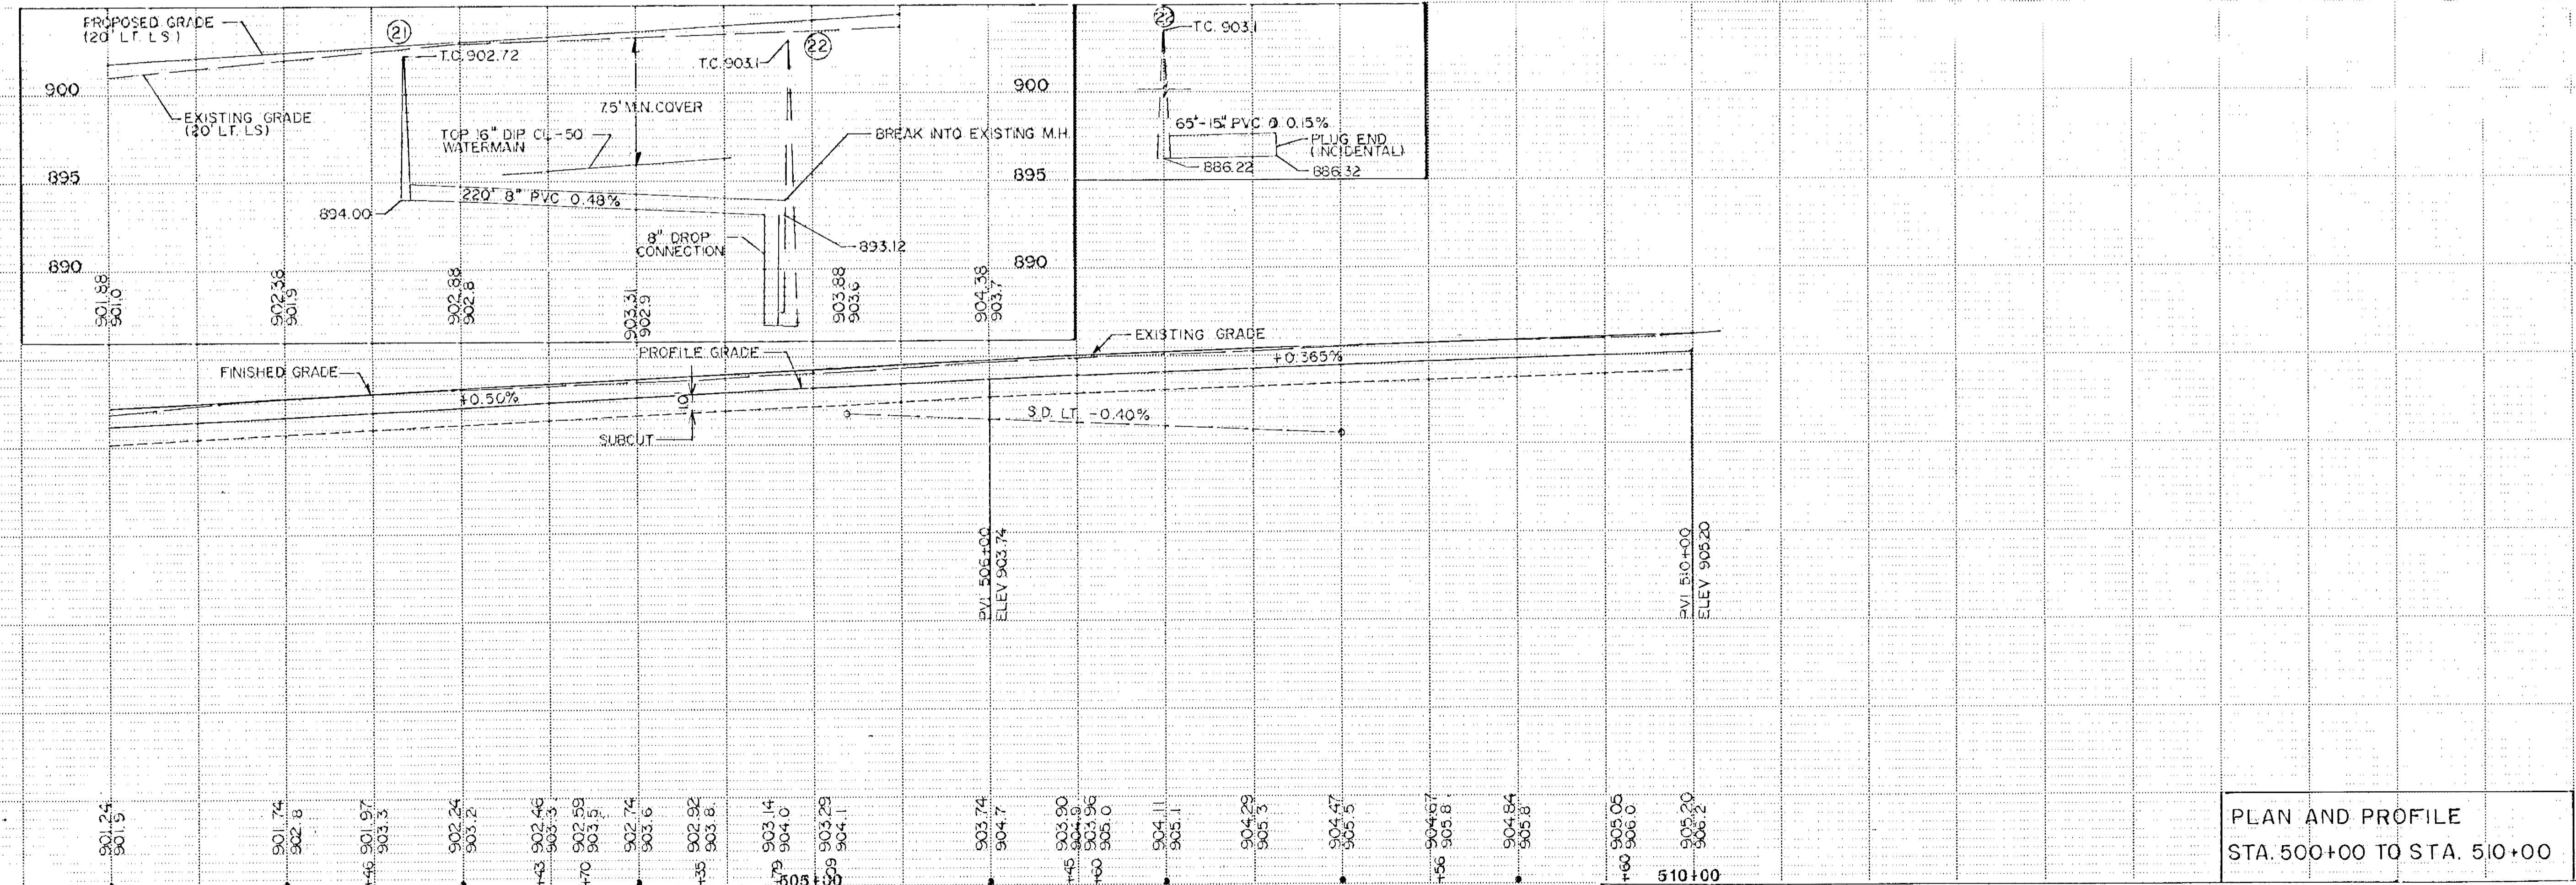 PROPOSED GRADE
(20' LT. LS)
21
T.C. 902.72
T.C. 903.1
22
900
EXISTING GRADE
(20' LT. LS)
7.5' MIN. COVER
TOP 16" DIP CL-50
WATERMAIN
BREAK INTO EXISTING M.H.
895
220' 8" PVC 0.48%
894.00
8" DROP
CONNECTION
893.12
890
901.88
901.0
902.38
901.9
902.88
902.8
903.31
902.9
903.88
903.6
904.38
903.7
22
T.C. 903.1
900
65'-15" PVC @ 0.15%
PLUG END
(INCIDENTAL)
895
886.22
886.32
890
EXISTING GRADE
PROFILE GRADE
+0.365%
FINISHED GRADE
+0.50%
1.0'
S.D. LT. -0.40%
SUBCUT
PVI 506+00
ELEV 903.74
PVI 510+00
ELEV 905.20
901.24
901.5
901.74
902.8
901.97
903.3
902.24
903.2
902.46
903.3
902.59
903.5
902.74
903.6
902.92
903.8
903.14
904.0
903.29
904.1
903.74
904.7
903.90
904.9
903.96
905.0
904.11
905.1
904.29
905.3
904.47
905.5
904.67
905.8
904.84
905.8
905.05
906.0
905.20
906.2
+46
+43
+70
+35
+79
505+00
+09
+45
+60
+56
+60
510+00
PLAN AND PROFILE
STA. 500+00 TO STA. 510+00